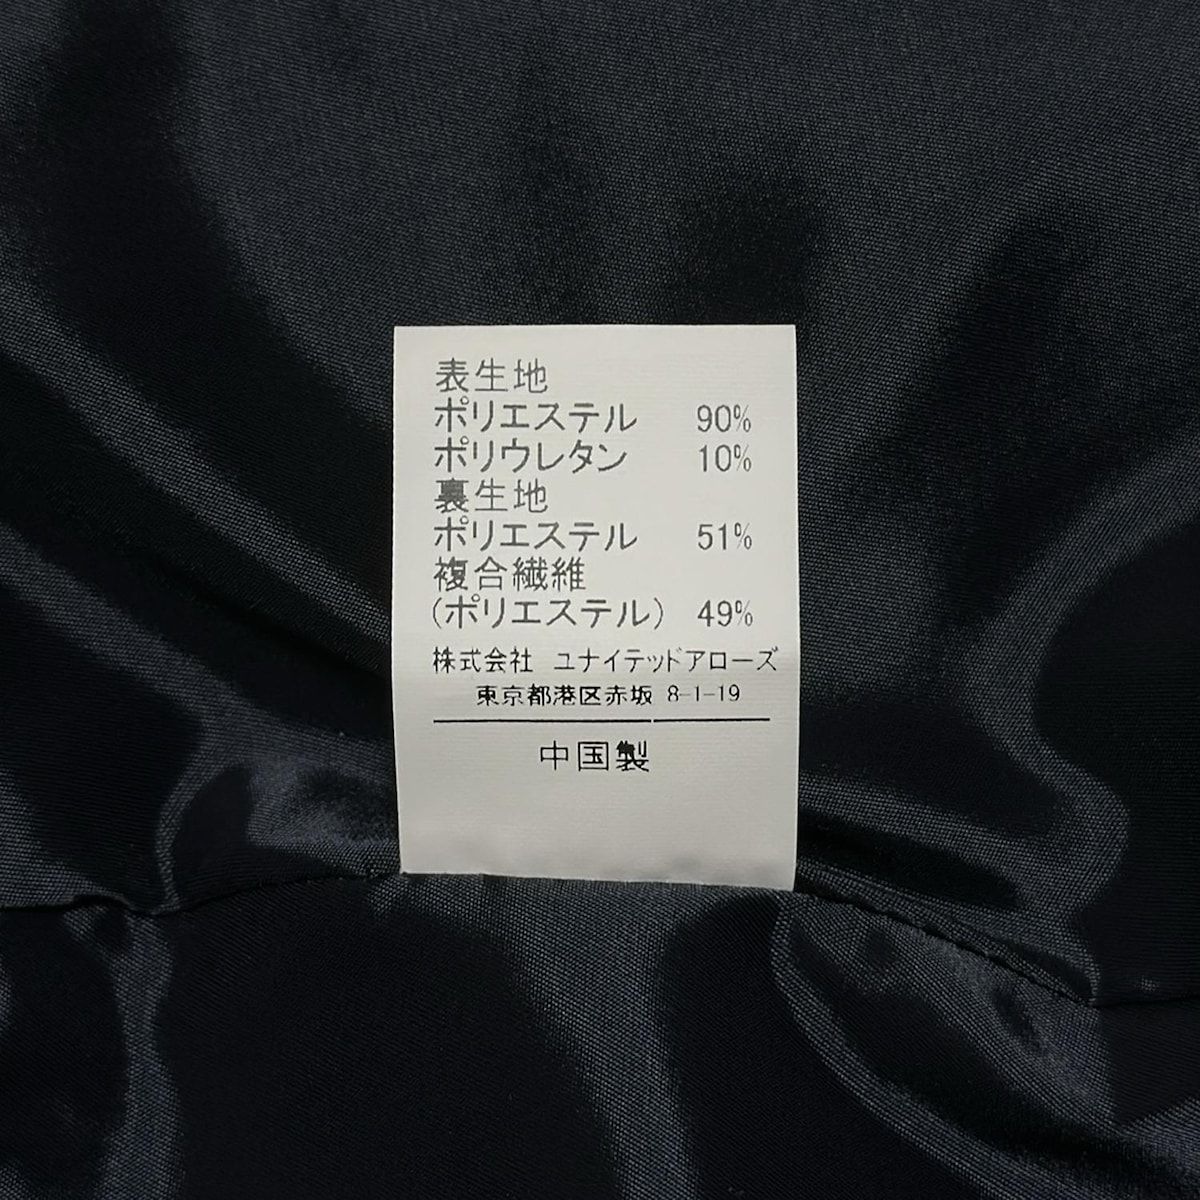 表生地
ポリエステル 90%
ポリウレタン 10%
裏生地
ポリエステル 51%
複合繊維
(ポリエステル) 49%
株式会社 ユナイテッドアローズ
東京都港区赤坂 8-1-19
中国製